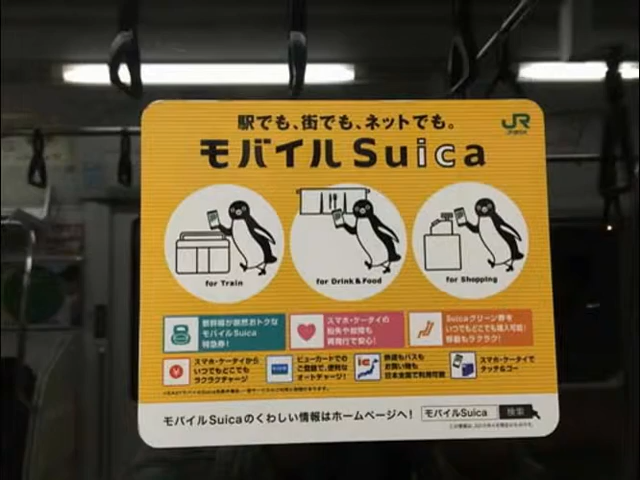 駅でも、街でも、ネットでも。
JR
JR東日本
モバイルSuica
for Train
for Drink & Food
for Shopping
新幹線が断然おトクな
モバイルSuica
特急券！
スマホ・ケータイの
紛失や故障も
再発行で安心！
Suicaグリーン券を
いつでもどこでも購入可能！
移動もラクラク！
スマホ・ケータイから
いつでもどこでも
ラクラクチャージ
ビューカードでの
ご登録で、便利な
オートチャージ！
IC
鉄道もバスも
お買い物も
日本全国で利用可能
スマホ・ケータイで
タッチ＆ゴー
モバイルSuicaのくわしい情報はホームページへ！
モバイルSuica 検索